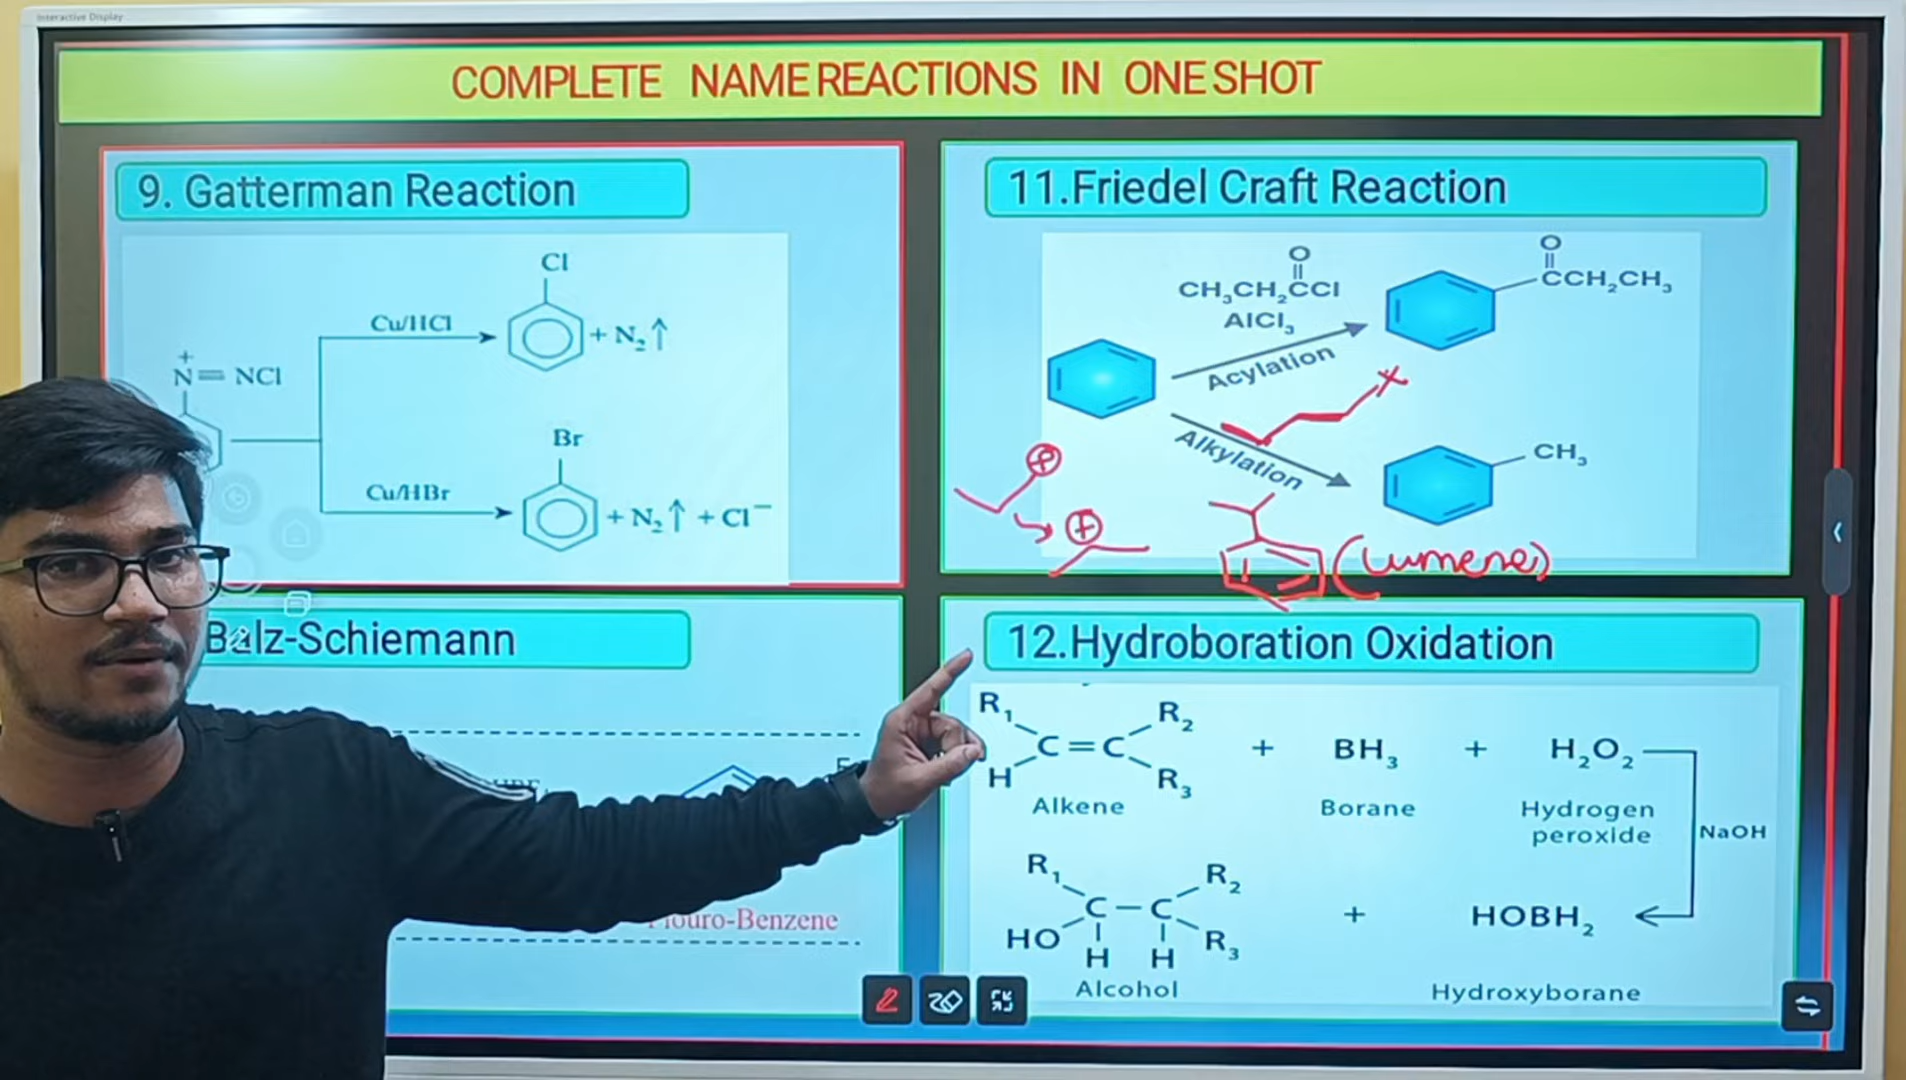 Interactive Display
COMPLETE NAME REACTIONS IN ONE SHOT
9. Gatterman Reaction
Cl
Cu/HCl
+ N₂↑
+
N═NCl
Br
Cu/HBr
+ N₂↑ + Cl⁻
11.Friedel Craft Reaction
O
CH₃CH₂CCl
AlCl₃
Acylation
O
CCH₂CH₃
x
Alkylation
CH₃
⊕
⊕
(Cumene)
Balz-Schiemann
F
Flouro-Benzene
12.Hydroboration Oxidation
R₁
R₂
C=C
H
R₃
Alkene
+
BH₃
Borane
+
H₂O₂
Hydrogen
peroxide
NaOH
R₁
R₂
C–C
HO
H
H
R₃
Alcohol
+
HOBH₂
Hydroxyborane